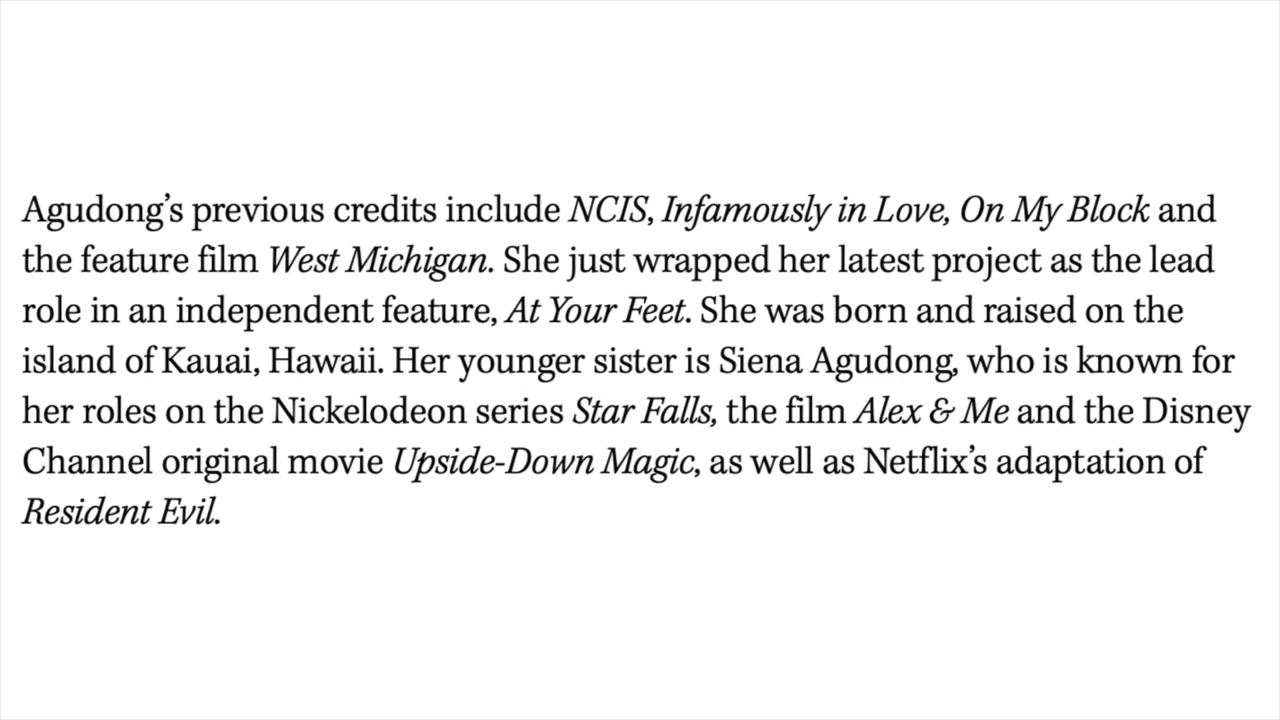 Agudong’s previous credits include NCIS, Infamously in Love, On My Block and
the feature film West Michigan. She just wrapped her latest project as the lead
role in an independent feature, At Your Feet. She was born and raised on the
island of Kauai, Hawaii. Her younger sister is Siena Agudong, who is known for
her roles on the Nickelodeon series Star Falls, the film Alex & Me and the Disney
Channel original movie Upside-Down Magic, as well as Netflix’s adaptation of
Resident Evil.